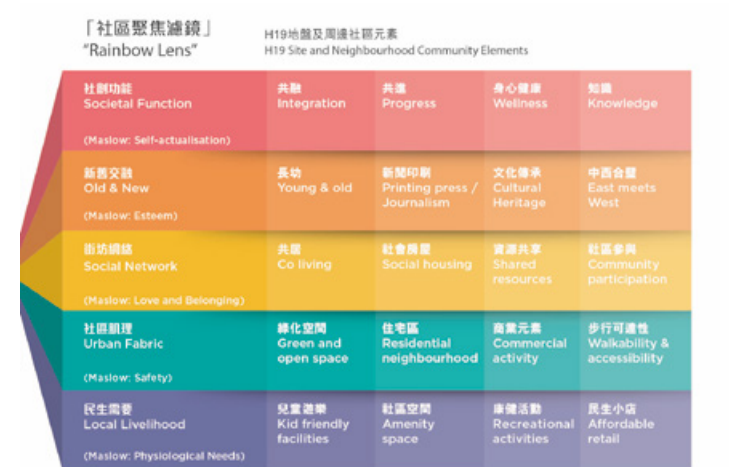 「社區聚焦濾鏡」
"Rainbow Lens"
H19地盤及周邊社區元素
H19 Site and Neighbourhood Community Elements
社創功能
Societal Function
(Maslow: Self-actualisation)
共融
Integration
共進
Progress
身心健康
Wellness
知識
Knowledge
新舊交融
Old & New
(Maslow: Esteem)
長幼
Young & old
新聞印刷
Printing press /
Journalism
文化傳承
Cultural
Heritage
中西合璧
East meets
West
街坊網絡
Social Network
(Maslow: Love and Belonging)
共居
Co living
社會房屋
Social housing
資源共享
Shared
resources
社區參與
Community
participation
社區肌理
Urban Fabric
(Maslow: Safety)
綠化空間
Green and
open space
住宅區
Residential
neighbourhood
商業元素
Commercial
activity
步行可達性
Walkability &
accessibility
民生需要
Local Livelihood
(Maslow: Physiological Needs)
兒童遊樂
Kid friendly
facilities
社區空間
Amenity
space
康健活動
Recreational
activities
民生小店
Affordable
retail